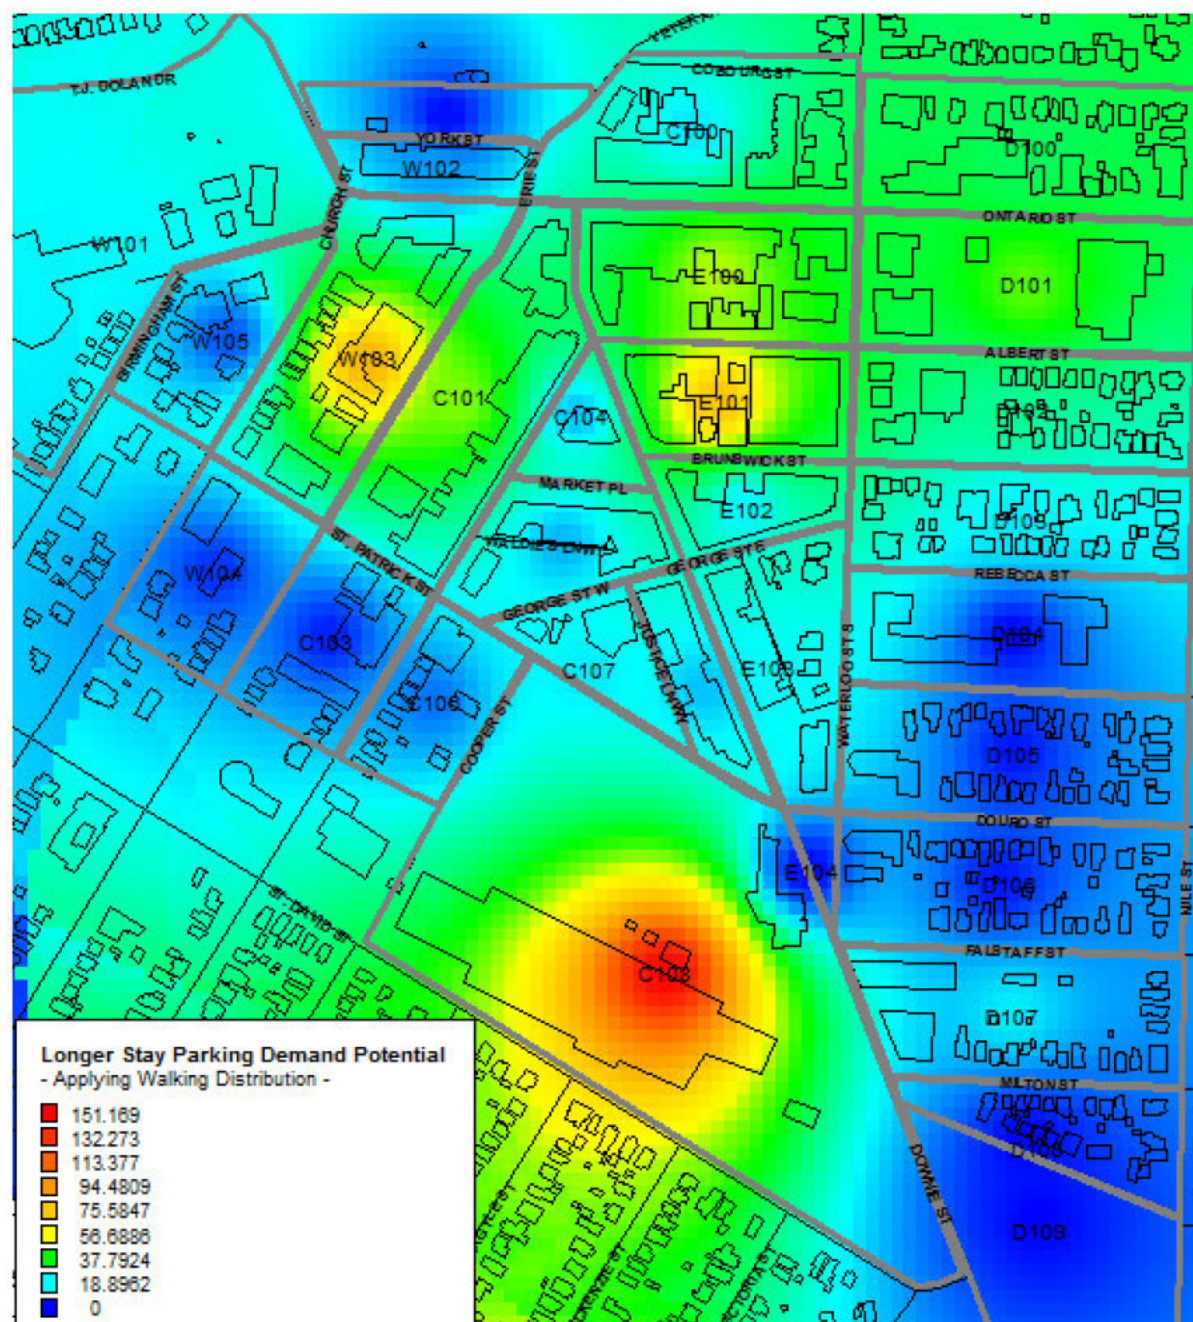 COBOURG ST
T.J. DOLAN DR
C100
YORK ST
D100
W102
ERIE ST
CHURCH ST
ONTARIO ST
W101
E100
D101
BIRMINGHAM ST
W105
W103
ALBERT ST
C101
E101
C104
BRUNSWICK ST
MARKET PL
E102
GEORGE ST E
ST. PATRICK ST
W104
REBECCA ST
GEORGE ST W
D104
C103
WATERLOO ST S
C107
E103
C106
COOPER ST
D105
DOURO ST
E104
D106
NILE ST
ST. DAVID ST
FALSTAFF ST
C108
D107
MILTON ST
DOWNIE ST
D109
Longer Stay Parking Demand Potential
- Applying Walking Distribution -
151.169
132.273
113.377
94.4809
75.5847
56.6886
37.7924
18.8962
0